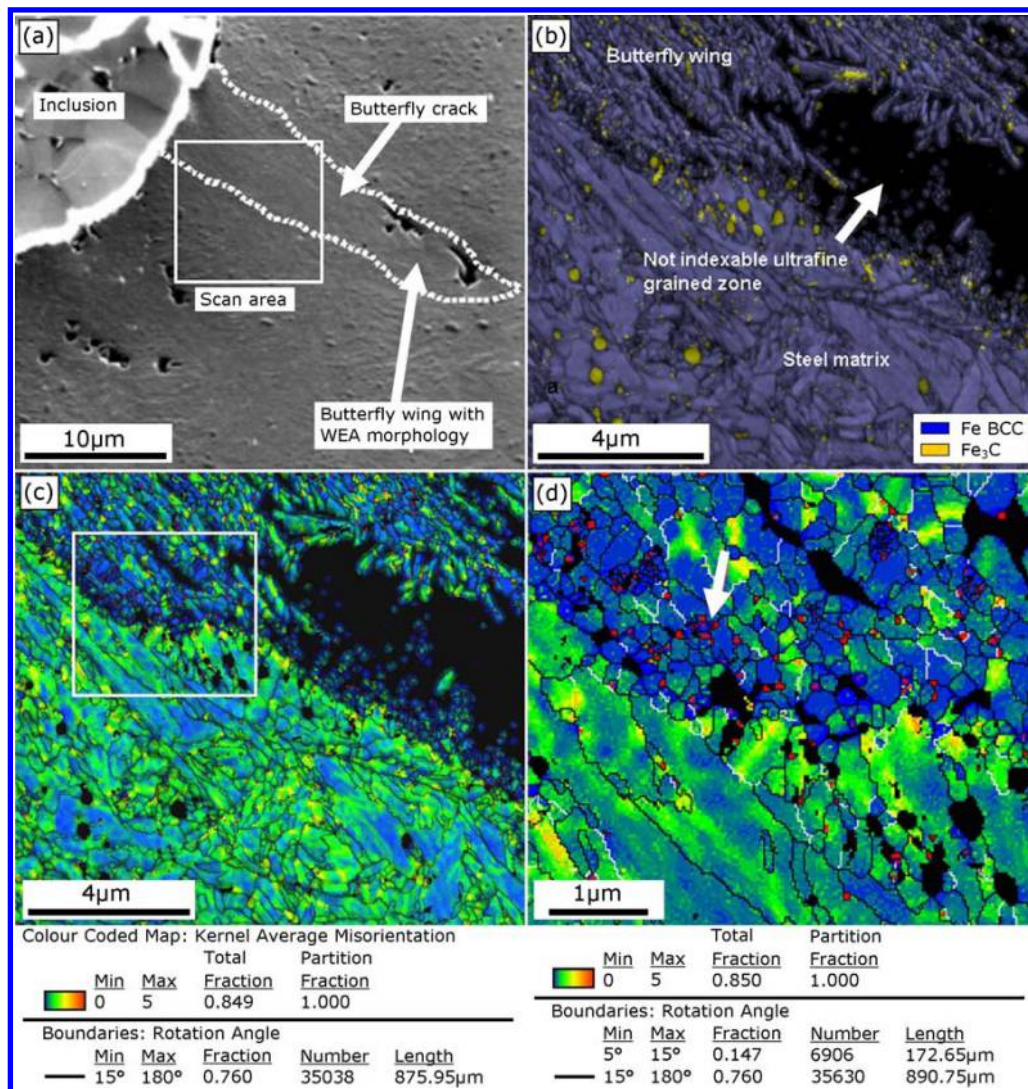 (a)
Inclusion
Butterfly crack
Scan area
Butterfly wing with
WEA morphology
10μm
(b)
Butterfly wing
Not indexable ultrafine
grained zone
Steel matrix
a
4μm
Fe BCC
Fe₃C
(c)
4μm
(d)
1μm
Colour Coded Map: Kernel Average Misorientation
Total Partition
Min Max Fraction Fraction
0 5 0.849 1.000
Boundaries: Rotation Angle
Min Max Fraction Number Length
15° 180° 0.760 35038 875.95μm
Total Partition
Min Max Fraction Fraction
0 5 0.850 1.000
Boundaries: Rotation Angle
Min Max Fraction Number Length
5° 15° 0.147 6906 172.65μm
15° 180° 0.760 35630 890.75μm